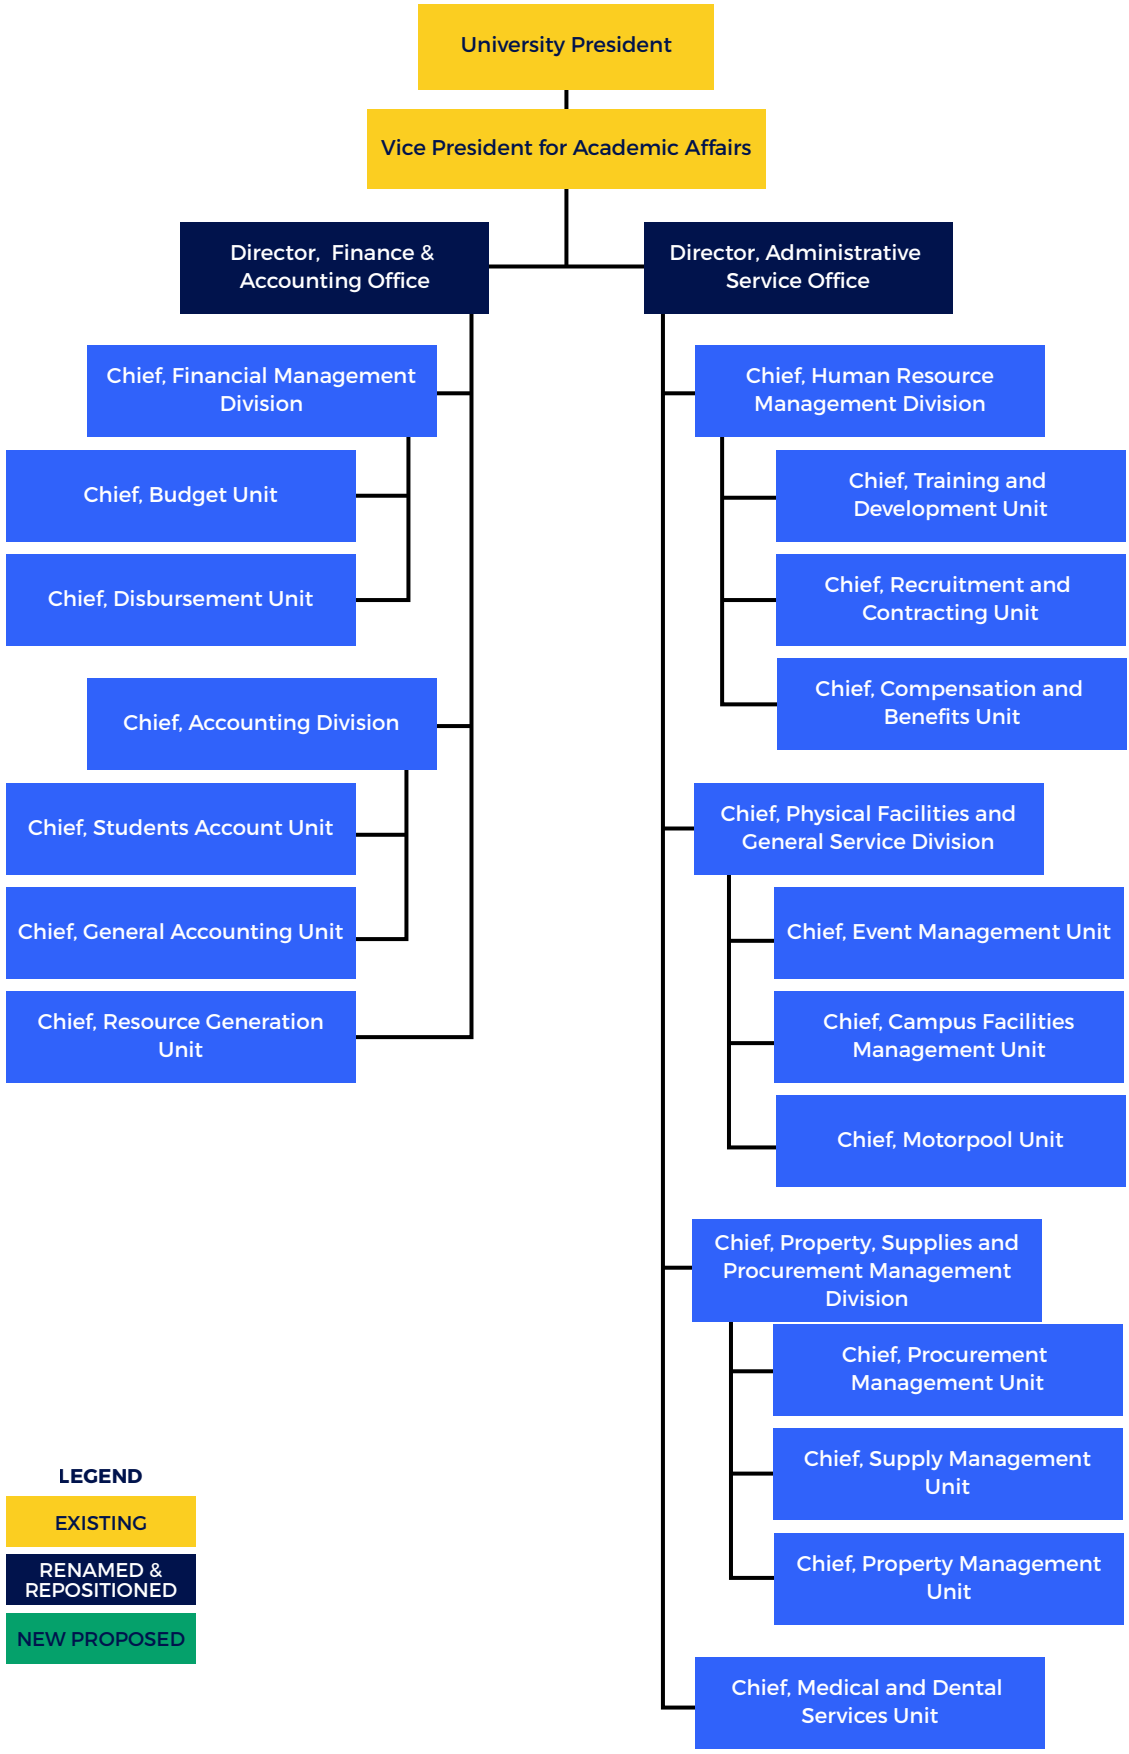 University President
Vice President for Academic Affairs
Director, Finance &
Accounting Office
Director, Administrative
Service Office
Chief, Financial Management
Division
Chief, Budget Unit
Chief, Disbursement Unit
Chief, Accounting Division
Chief, Students Account Unit
Chief, General Accounting Unit
Chief, Resource Generation
Unit
Chief, Human Resource
Management Division
Chief, Training and
Development Unit
Chief, Recruitment and
Contracting Unit
Chief, Compensation and
Benefits Unit
Chief, Physical Facilities and
General Service Division
Chief, Event Management Unit
Chief, Campus Facilities
Management Unit
Chief, Motorpool Unit
Chief, Property, Supplies and
Procurement Management
Division
Chief, Procurement
Management Unit
Chief, Supply Management
Unit
Chief, Property Management
Unit
Chief, Medical and Dental
Services Unit
LEGEND
EXISTING
RENAMED &
REPOSITIONED
NEW PROPOSED